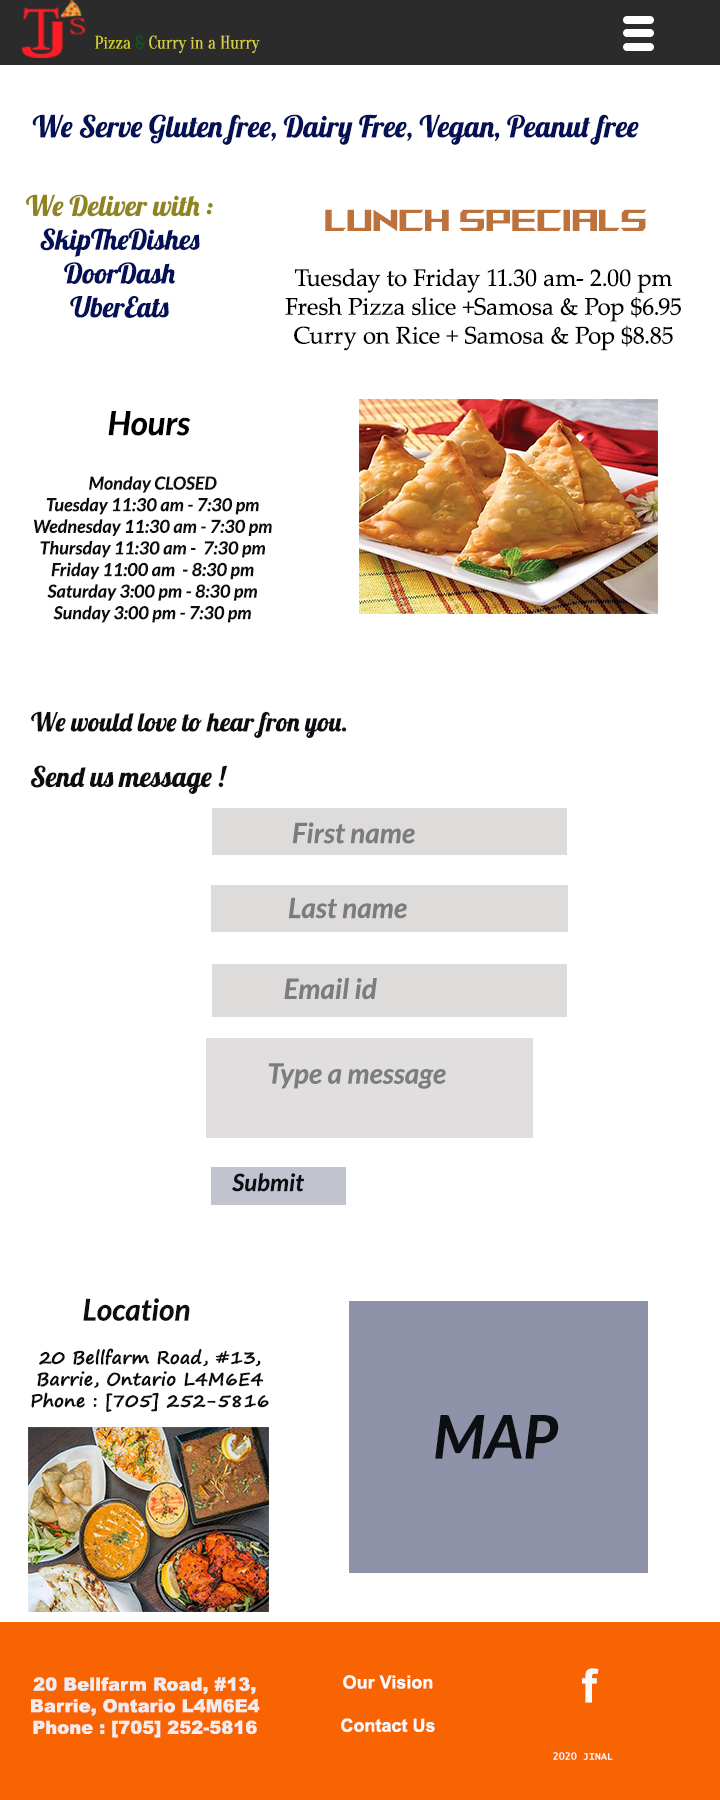 TJ's
Pizza & Curry in a Hurry
We Serve Gluten free, Dairy Free, Vegan, Peanut free
We Deliver with :
SkipTheDishes
DoorDash
UberEats
LUNCH SPECIALS
Tuesday to Friday 11.30 am- 2.00 pm
Fresh Pizza slice +Samosa & Pop $6.95
Curry on Rice + Samosa & Pop $8.85
Hours
Monday CLOSED
Tuesday 11:30 am - 7:30 pm
Wednesday 11:30 am - 7:30 pm
Thursday 11:30 am - 7:30 pm
Friday 11:00 am - 8:30 pm
Saturday 3:00 pm - 8:30 pm
Sunday 3:00 pm - 7:30 pm
We would love to hear fron you.
Send us message !
First name
Last name
Email id
Type a message
Submit
Location
20 Bellfarm Road, #13,
Barrie, Ontario L4M6E4
Phone : [705] 252-5816
MAP
20 Bellfarm Road, #13,
Barrie, Ontario L4M6E4
Phone : [705] 252-5816
Our Vision
Contact Us
f
2020 JINAL